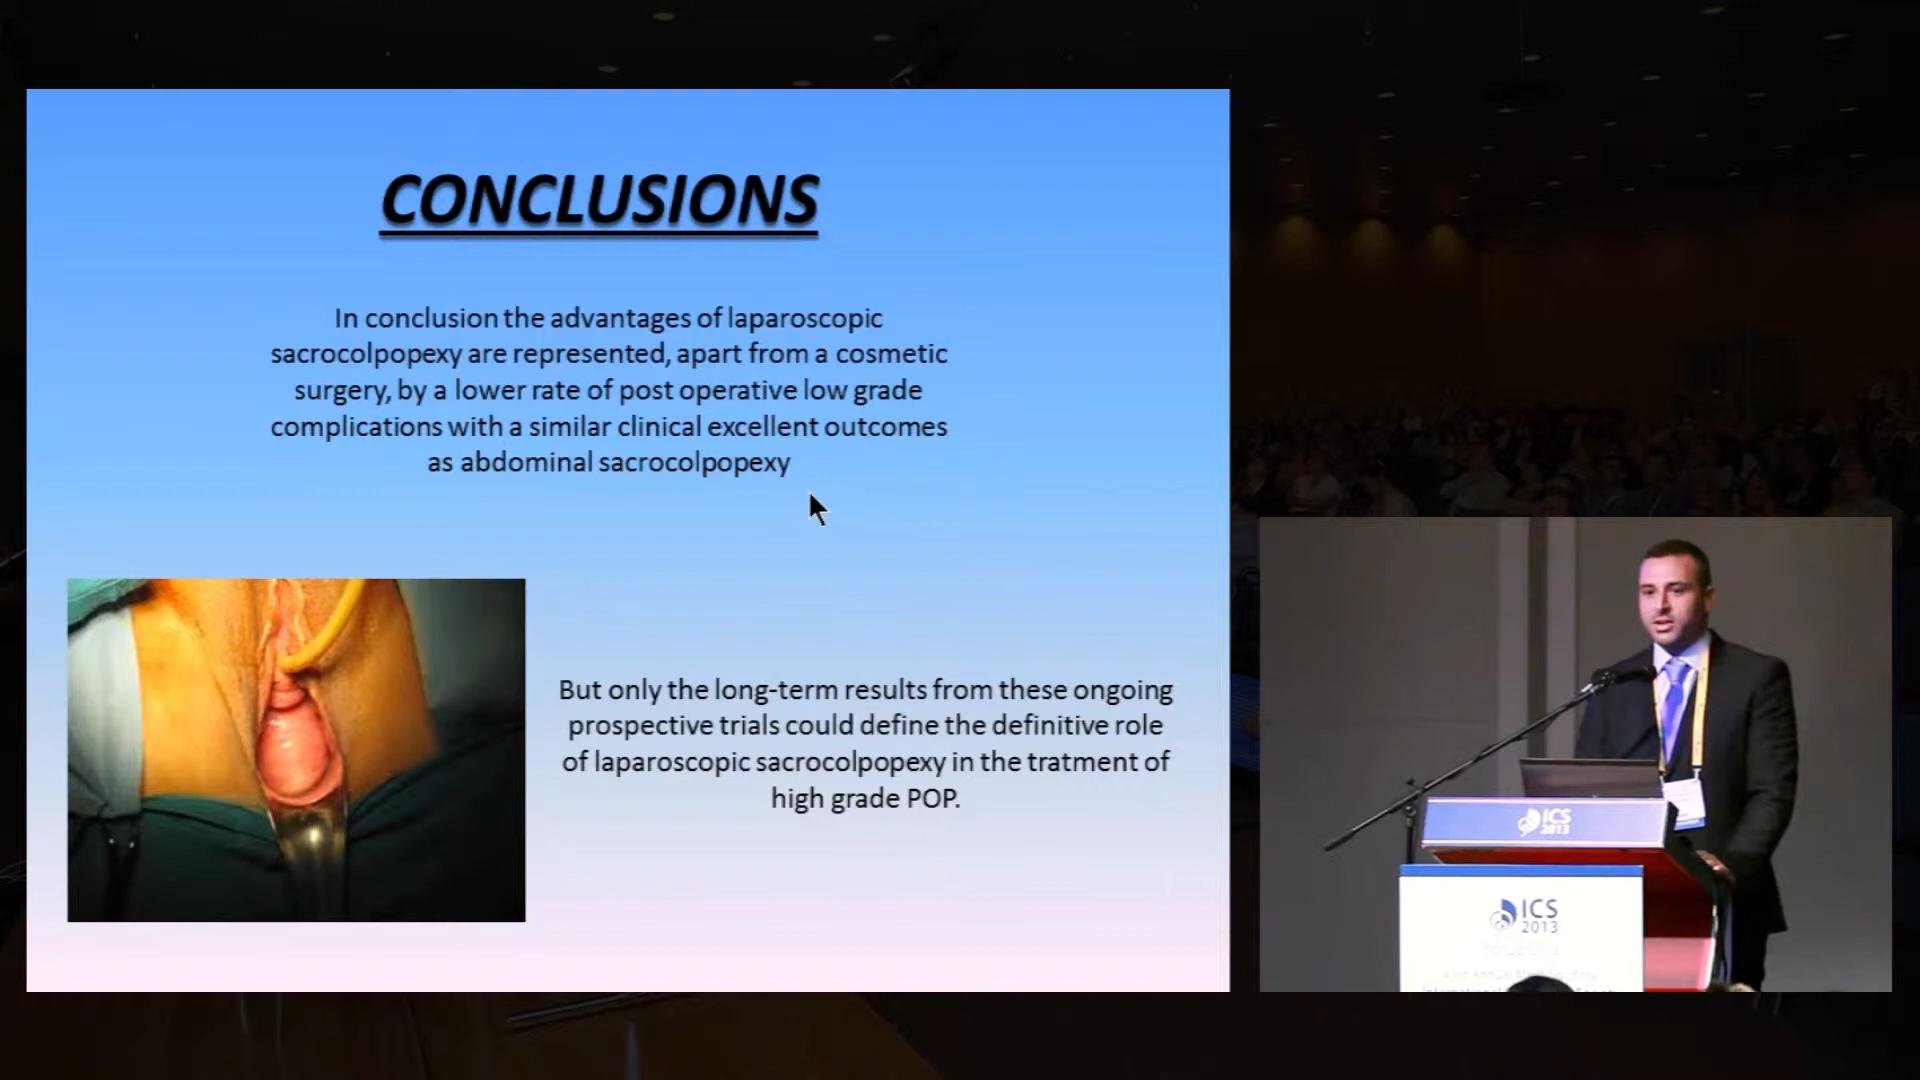 CONCLUSIONS
In conclusion the advantages of laparoscopic
sacrocolpopexy are represented, apart from a cosmetic
surgery, by a lower rate of post operative low grade
complications with a similar clinical excellent outcomes
as abdominal sacrocolpopexy
But only the long-term results from these ongoing
prospective trials could define the definitive role
of laparoscopic sacrocolpopexy in the tratment of
high grade POP.
ICS
2013
ICS
2013